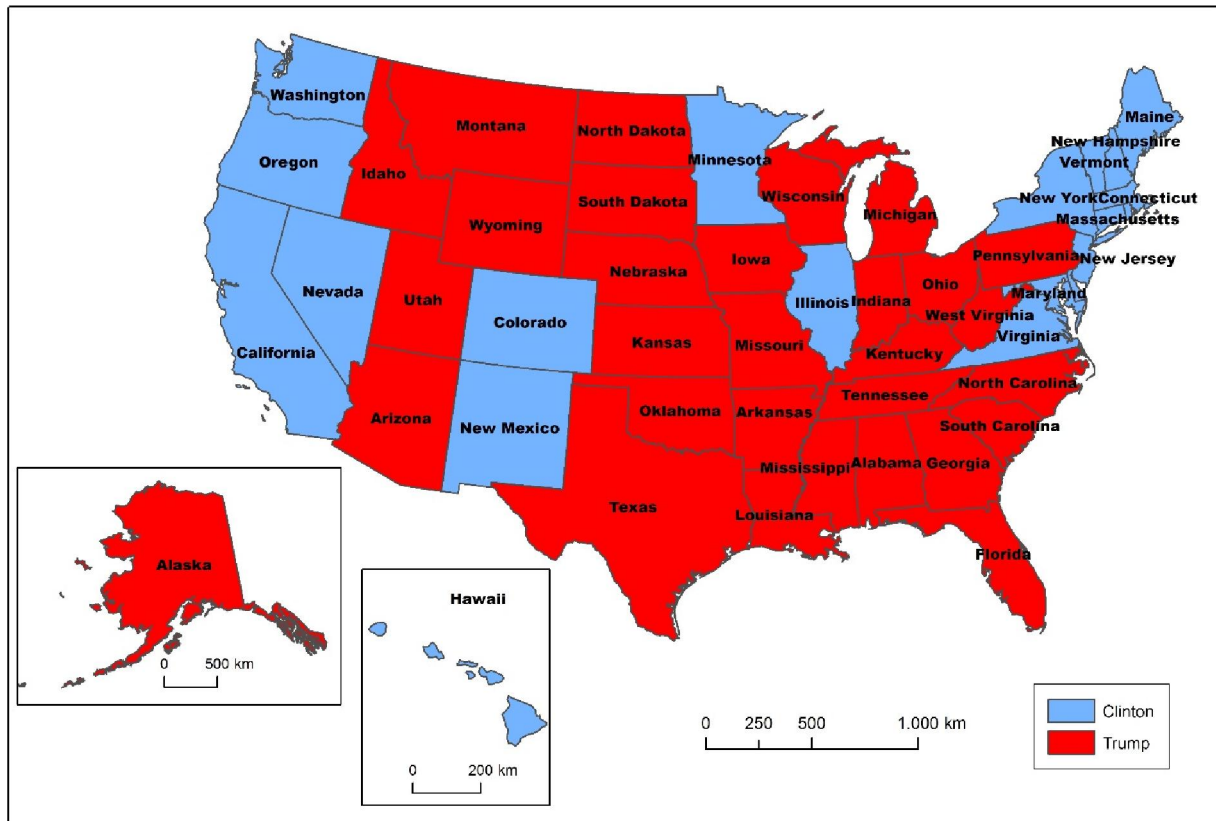 Washington
Oregon
California
Nevada
Idaho
Montana
Wyoming
Utah
Arizona
Colorado
New Mexico
North Dakota
South Dakota
Nebraska
Kansas
Oklahoma
Texas
Minnesota
Iowa
Missouri
Arkansas
Louisiana
Wisconsin
Illinois
Michigan
Indiana
Ohio
Kentucky
Tennessee
Mississippi
Alabama
Georgia
Florida
South Carolina
North Carolina
Virginia
West Virginia
Maryland
Pennsylvania
New Jersey
New York
Connecticut
Massachusetts
Vermont
New Hampshire
Maine
Alaska
0 500 km
Hawaii
0 200 km
0 250 500 1.000 km
Clinton
Trump